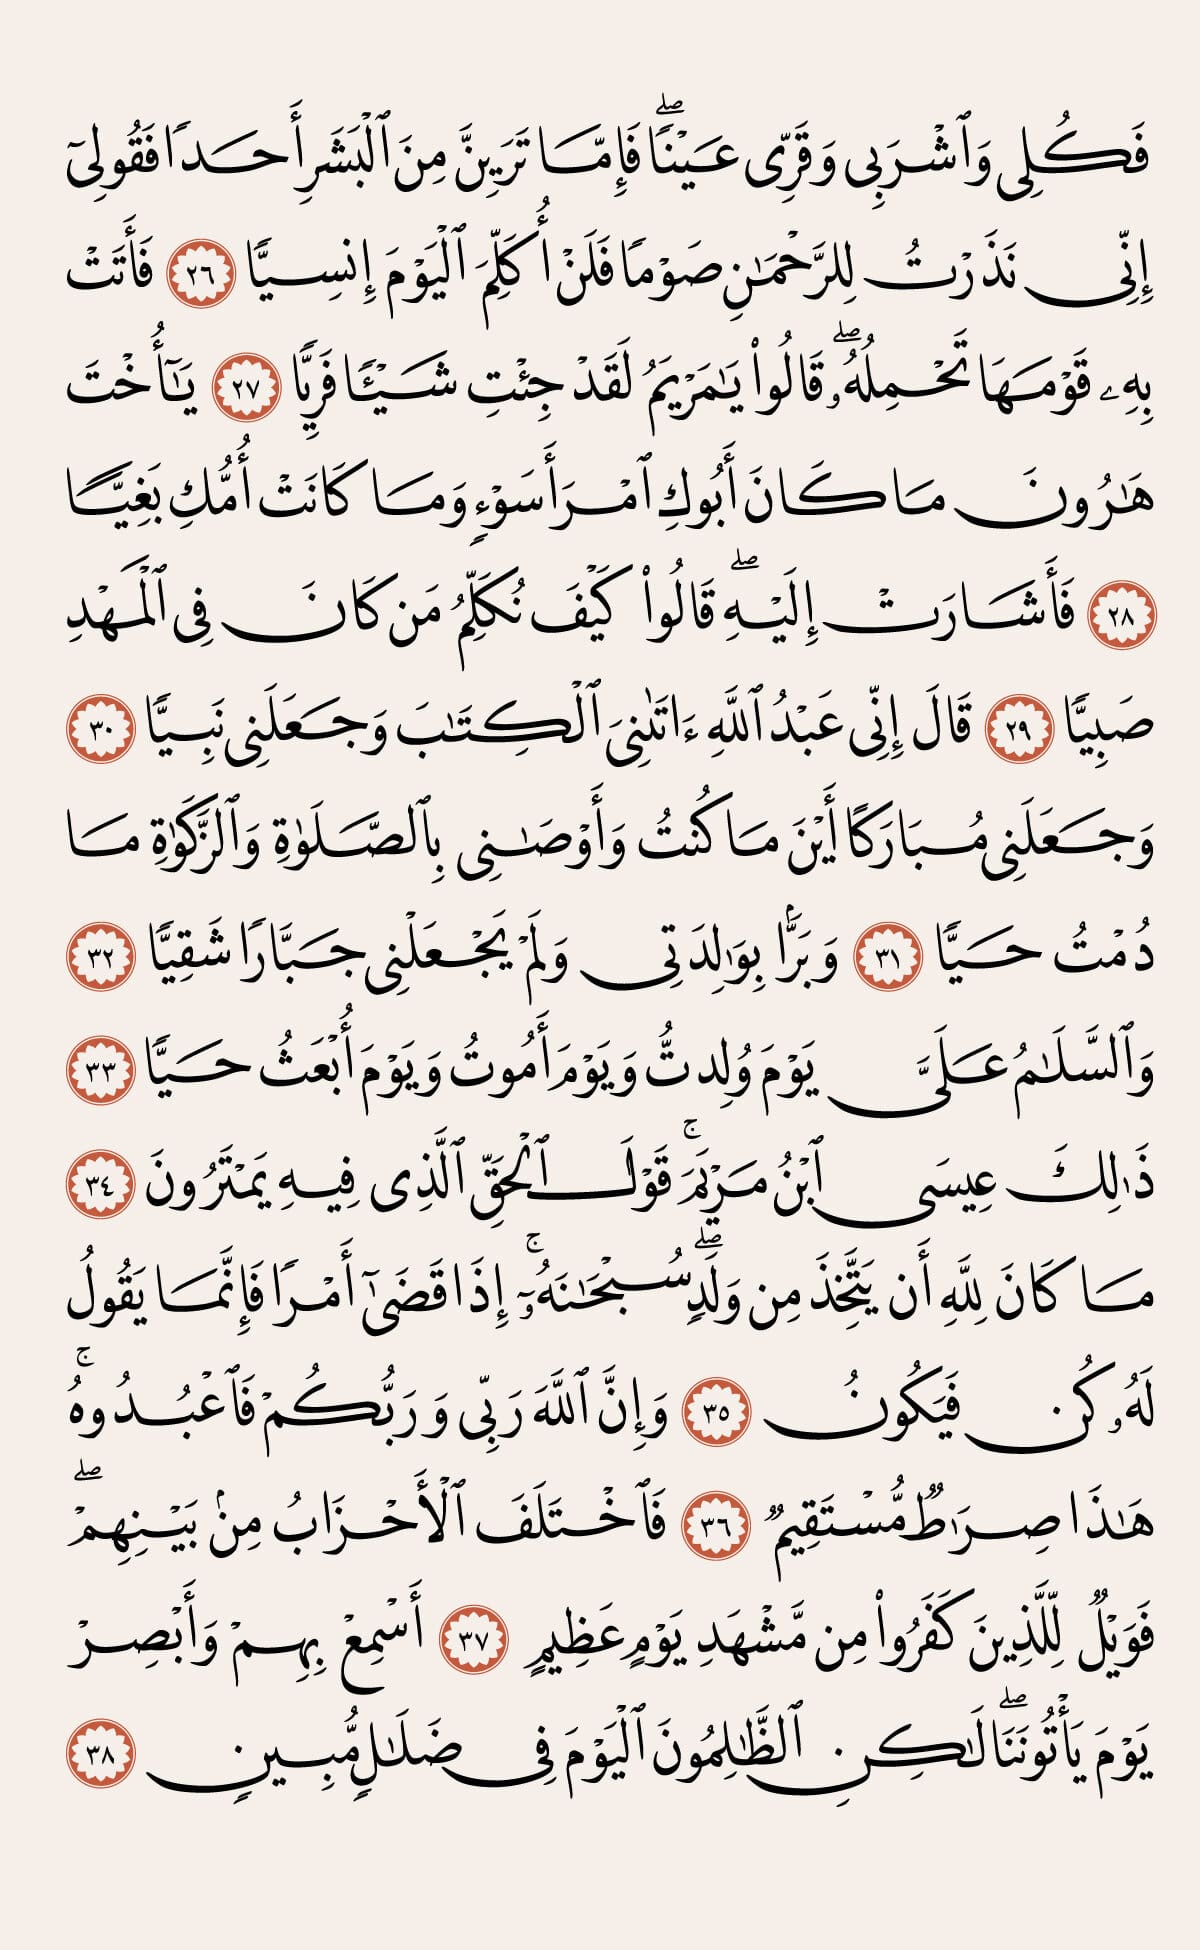 فَكُلِى وَٱشْرَبِى وَقَرِّى عَيْنًاۖ فَإِمَّا تَرَيِنَّ مِنَ ٱلْبَشَرِ أَحَدًا فَقُولِىٓ
إِنِّى نَذَرْتُ لِلرَّحْمَـٰنِ صَوْمًا فَلَنْ أُكَلِّمَ ٱلْيَوْمَ إِنسِيًّا ٢٦ فَأَتَتْ
بِهِۦ قَوْمَهَا تَحْمِلُهُۥۖ قَالُوا۟ يَـٰمَرْيَمُ لَقَدْ جِئْتِ شَيْـًٔا فَرِيًّا ٢٧ يَـٰٓأُخْتَ
هَـٰرُونَ مَا كَانَ أَبُوكِ ٱمْرَأَ سَوْءٍ وَمَا كَانَتْ أُمُّكِ بَغِيًّا
٢٨ فَأَشَارَتْ إِلَيْهِۖ قَالُوا۟ كَيْفَ نُكَلِّمُ مَن كَانَ فِى ٱلْمَهْدِ
صَبِيًّا ٢٩ قَالَ إِنِّى عَبْدُ ٱللَّهِ ءَاتَىٰنِىَ ٱلْكِتَـٰبَ وَجَعَلَنِى نَبِيًّا ٣٠
وَجَعَلَنِى مُبَارَكًا أَيْنَ مَا كُنتُ وَأَوْصَـٰنِى بِٱلصَّلَوٰةِ وَٱلزَّكَوٰةِ مَا
دُمْتُ حَيًّا ٣١ وَبَرًّۢا بِوَٰلِدَتِى وَلَمْ يَجْعَلْنِى جَبَّارًا شَقِيًّا ٣٢
وَٱلسَّلَـٰمُ عَلَىَّ يَوْمَ وُلِدتُّ وَيَوْمَ أَمُوتُ وَيَوْمَ أُبْعَثُ حَيًّا ٣٣
ذَٰلِكَ عِيسَى ٱبْنُ مَرْيَمَۚ قَوْلَ ٱلْحَقِّ ٱلَّذِى فِيهِ يَمْتَرُونَ ٣٤
مَا كَانَ لِلَّهِ أَن يَتَّخِذَ مِن وَلَدٍۖ سُبْحَـٰنَهُۥٓۚ إِذَا قَضَىٰٓ أَمْرًا فَإِنَّمَا يَقُولُ
لَهُۥ كُن فَيَكُونُ ٣٥ وَإِنَّ ٱللَّهَ رَبِّى وَرَبُّكُمْ فَٱعْبُدُوهُۚ
هَـٰذَا صِرَٰطٌ مُّسْتَقِيمٌ ٣٦ فَٱخْتَلَفَ ٱلْأَحْزَابُ مِنۢ بَيْنِهِمْۖ
فَوَيْلٌ لِّلَّذِينَ كَفَرُوا۟ مِن مَّشْهَدِ يَوْمٍ عَظِيمٍ ٣٧ أَسْمِعْ بِهِمْ وَأَبْصِرْ
يَوْمَ يَأْتُونَنَاۖ لَـٰكِنِ ٱلظَّـٰلِمُونَ ٱلْيَوْمَ فِى ضَلَـٰلٍ مُّبِينٍ ٣٨